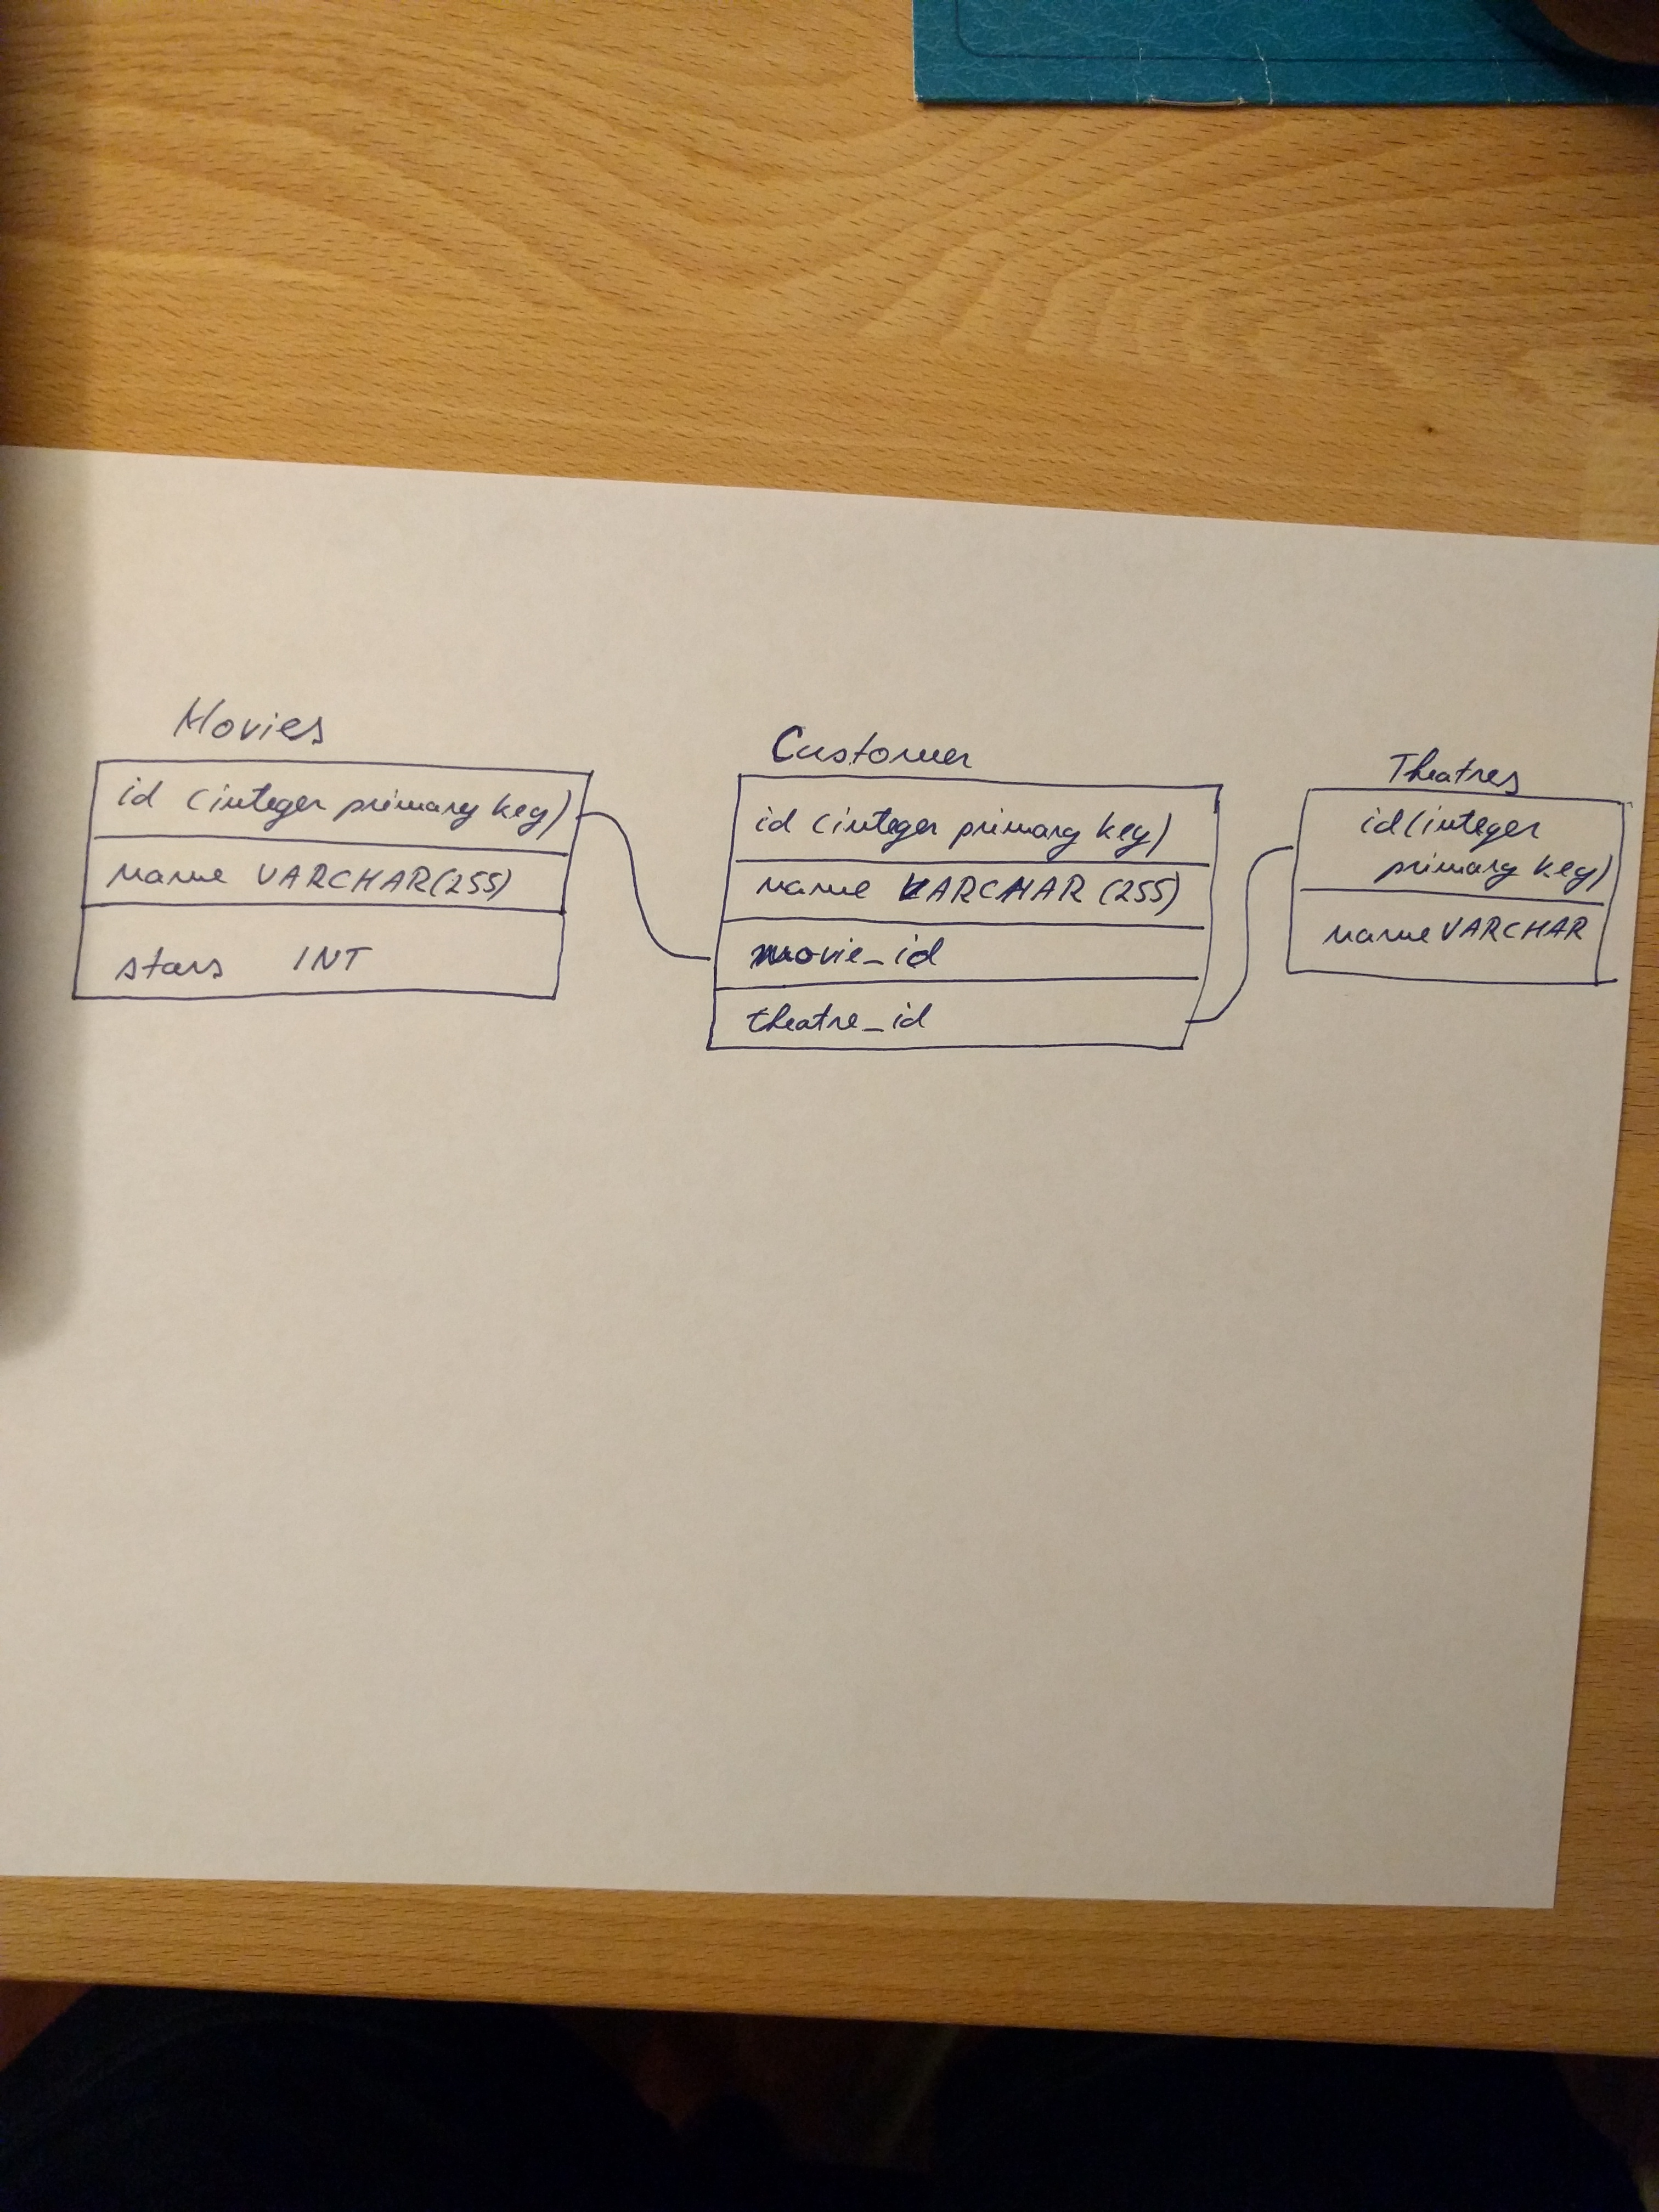 Movies
id (integer primary key)
name VARCHAR(255)
stars INT
Customer
id (integer primary key)
name VARCHAR (255)
movie_id
theatre_id
Theatres
id(integer
primary key)
name VARCHAR